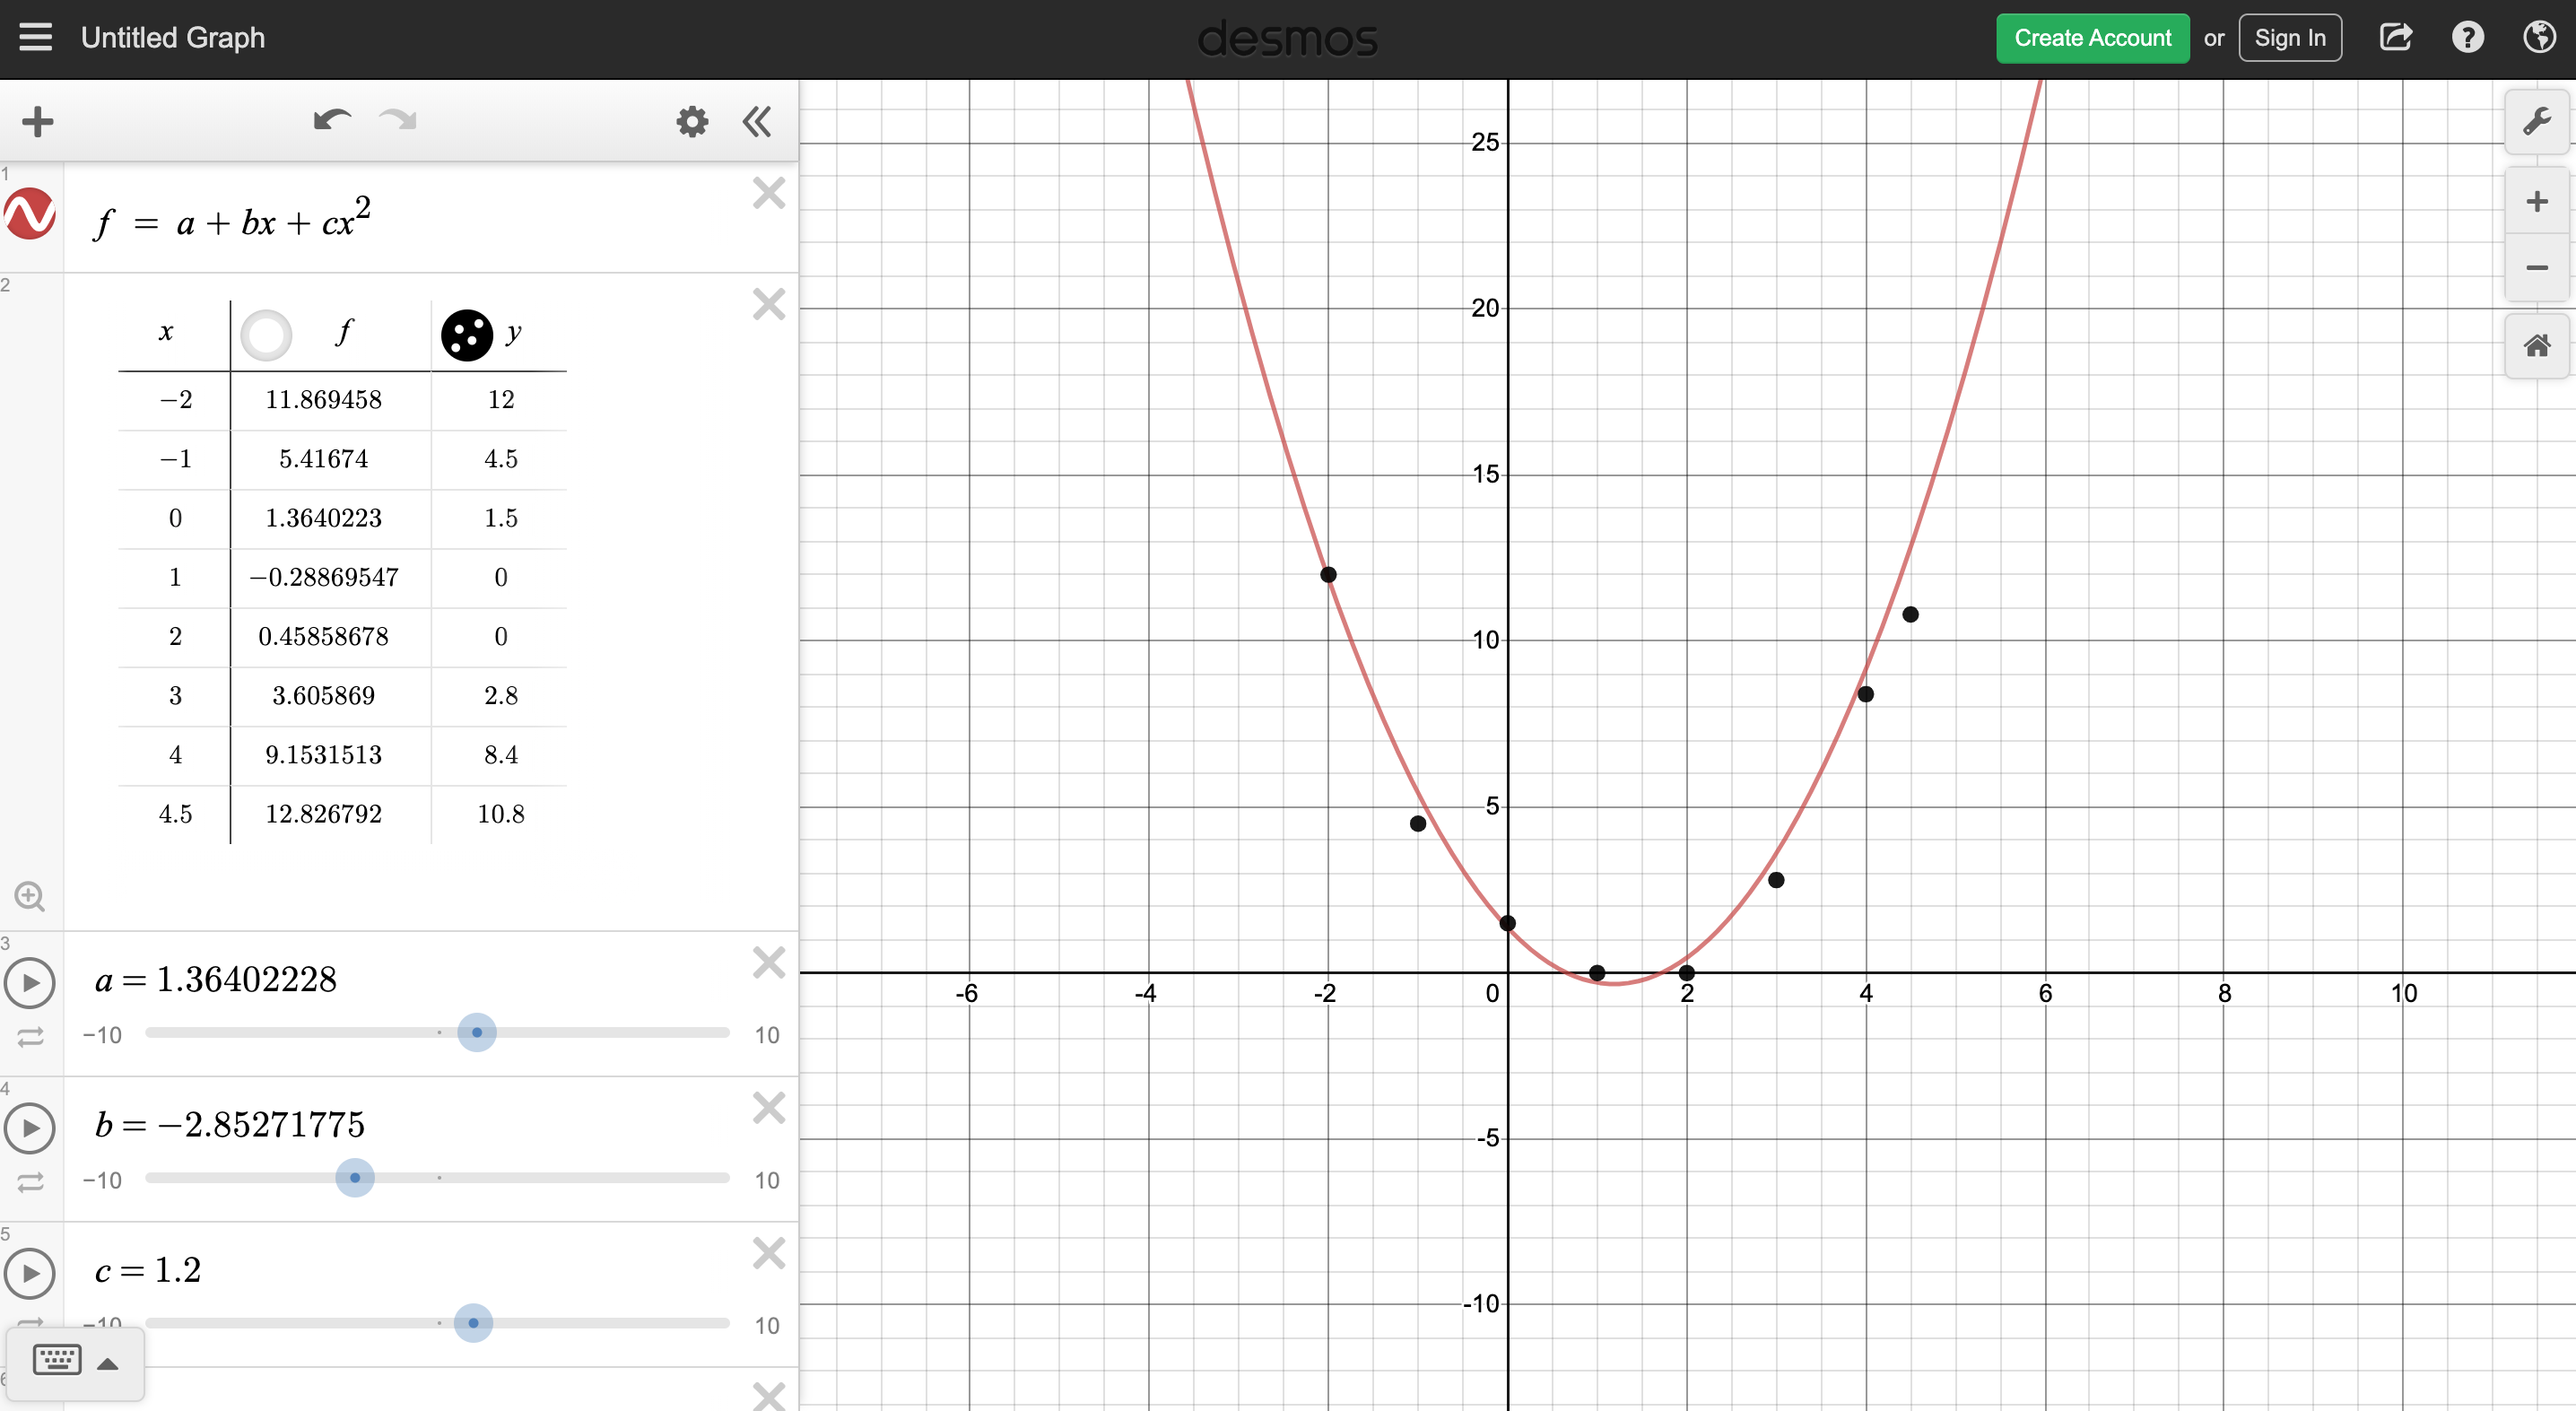 Untitled Graph
desmos
Create Account or Sign In
1
f = a + bx + cx²
2
x f y
−2 11.869458 12
−1 5.41674 4.5
0 1.3640223 1.5
1 −0.28869547 0
2 0.45858678 0
3 3.605869 2.8
4 9.1531513 8.4
4.5 12.826792 10.8
3
a = 1.36402228
−10 10
4
b = −2.85271775
−10 10
5
c = 1.2
−10 10
6
25
20
15
10
5
-6 -4 -2 0 2 4 6 8 10
-5
-10